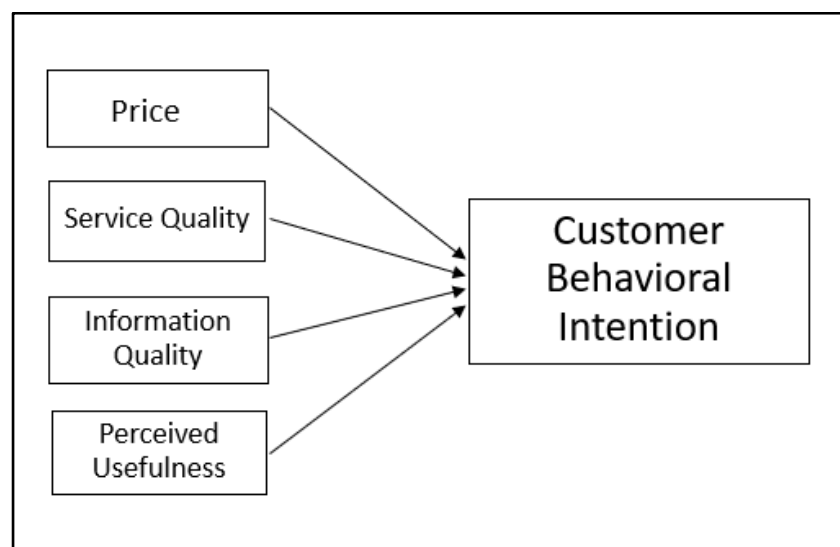 Price
Service Quality
Information
Quality
Perceived
Usefulness
Customer
Behavioral
Intention